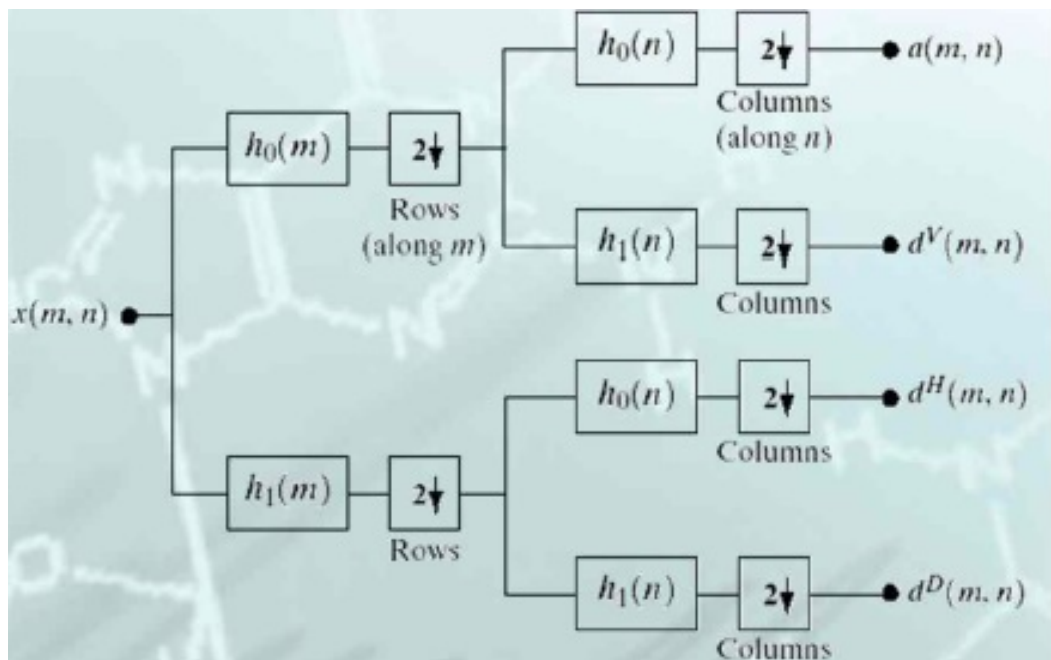 h₀(n) 2↓ a(m, n)
Columns
(along n)
h₀(m) 2↓
Rows
(along m)
h₁(n) 2↓ dⱽ(m, n)
Columns
x(m, n)
h₀(n) 2↓ dᴴ(m, n)
Columns
h₁(m) 2↓
Rows
h₁(n) 2↓ dᴰ(m, n)
Columns